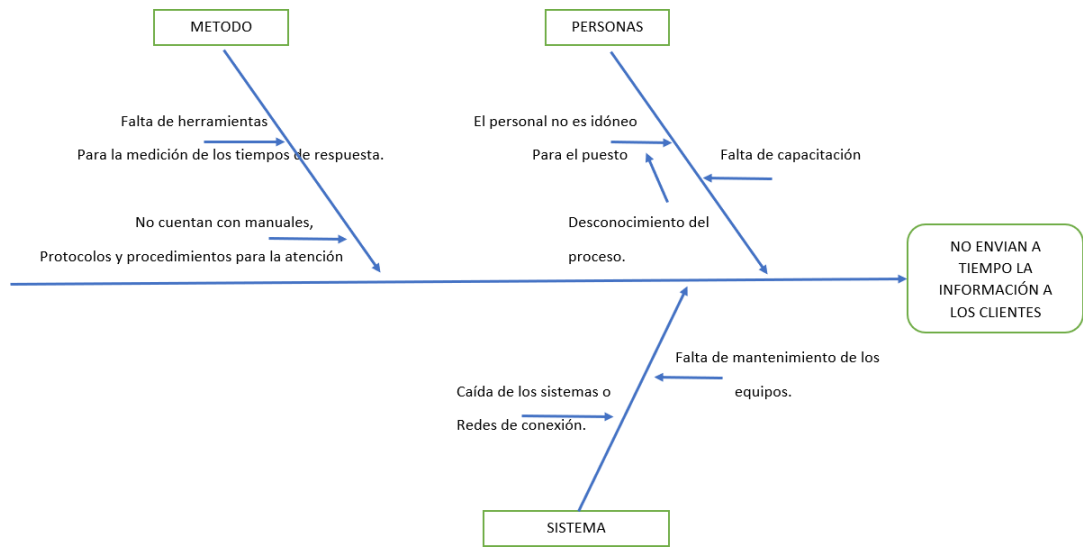 METODO
PERSONAS
Falta de herramientas
Para la medición de los tiempos de respuesta.
El personal no es idóneo
Para el puesto
Falta de capacitación
No cuentan con manuales,
Protocolos y procedimientos para la atención
Desconocimiento del
proceso.
NO ENVIAN A
TIEMPO LA
INFORMACIÓN A
LOS CLIENTES
Caída de los sistemas o
Redes de conexión.
Falta de mantenimiento de los
equipos.
SISTEMA